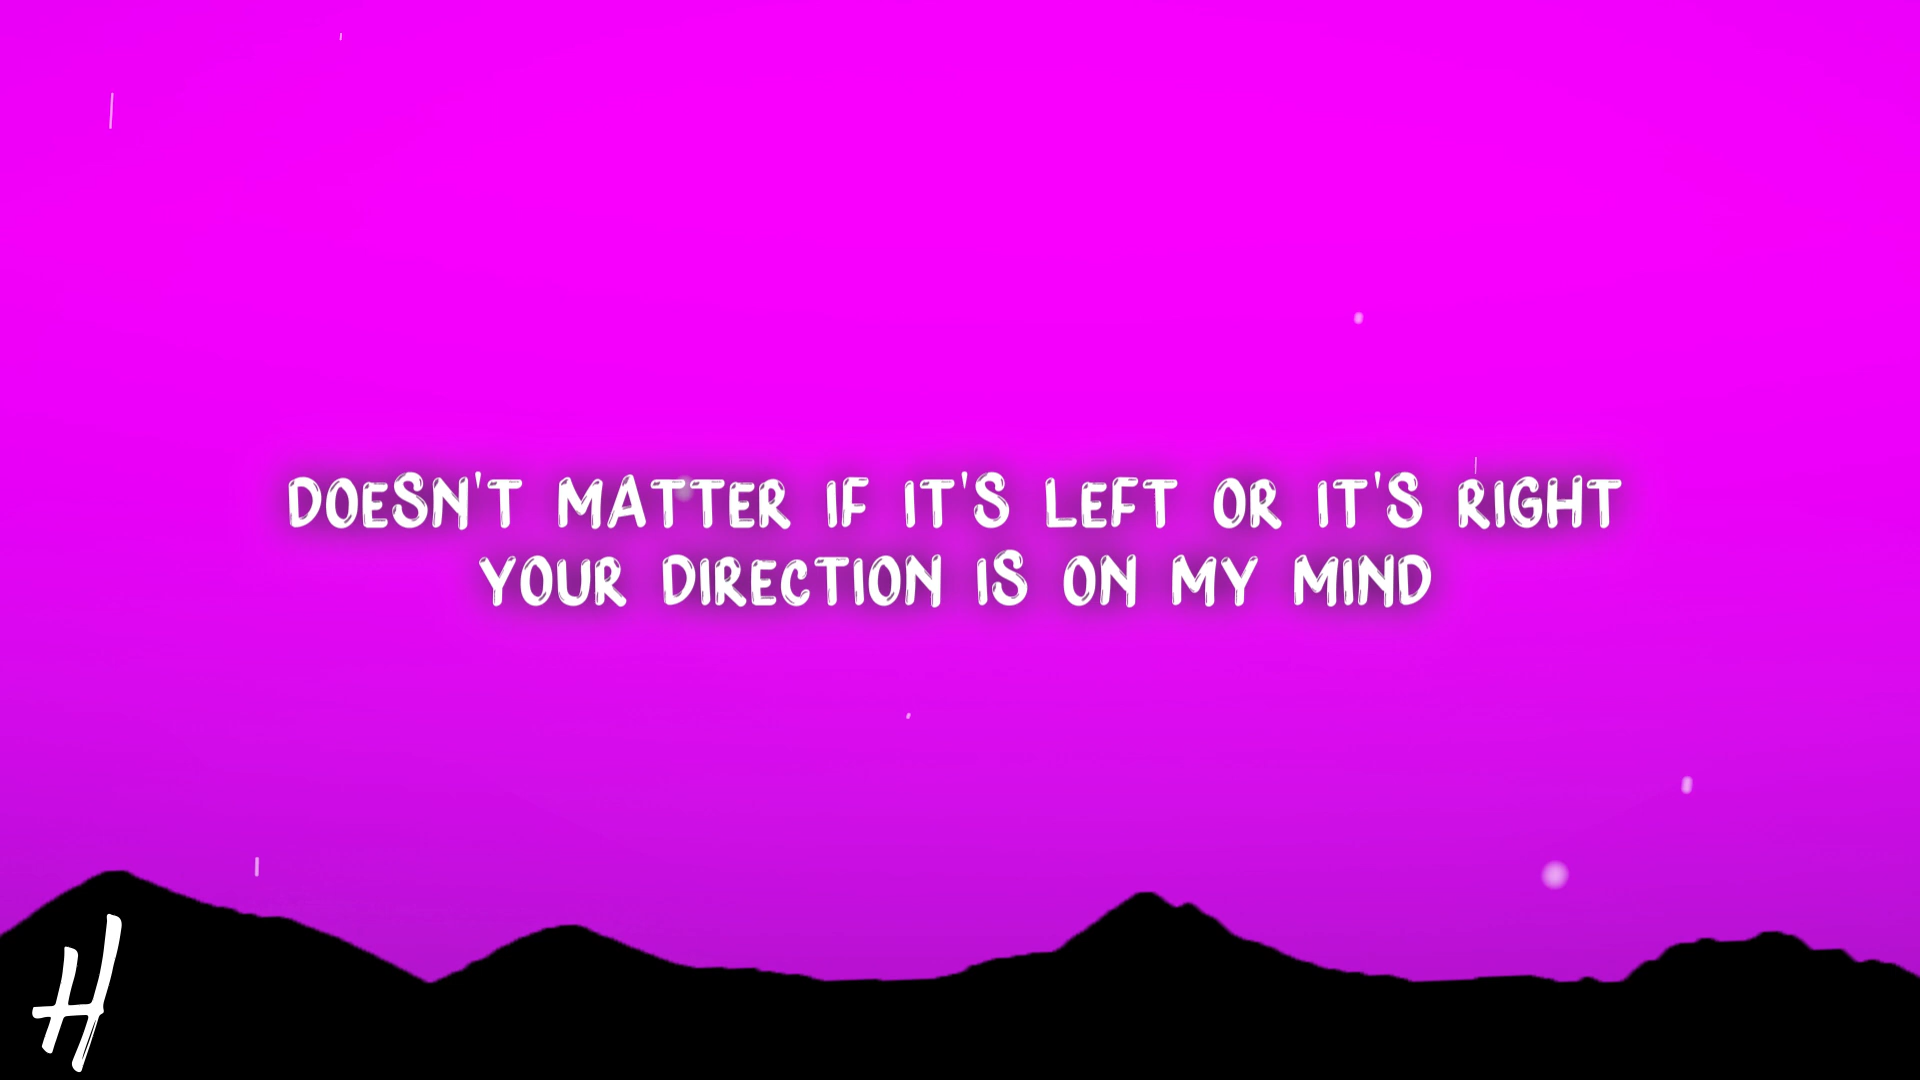 DOESN'T MATTER IF IT'S LEFT OR IT'S RIGHT
YOUR DIRECTION IS ON MY MIND
H